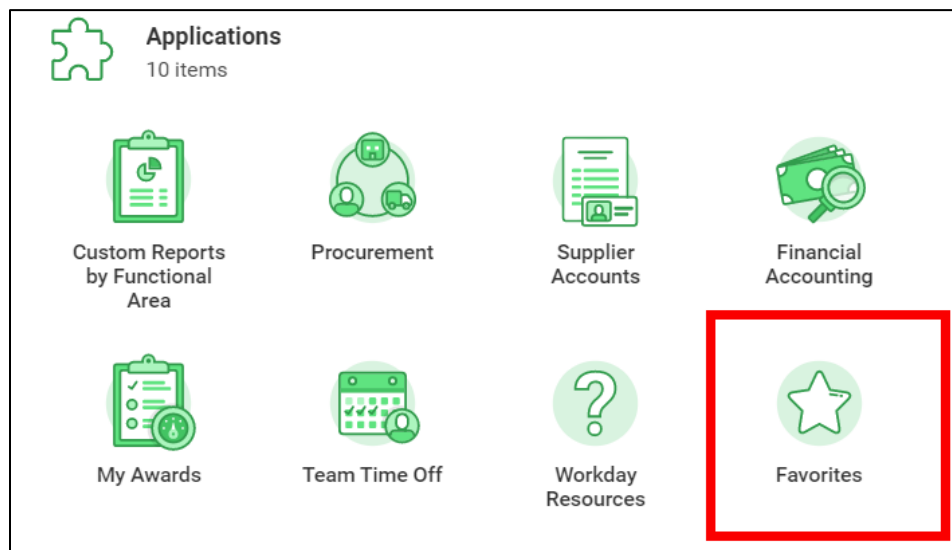 Applications
10 items
Custom Reports
by Functional
Area
Procurement
Supplier
Accounts
Financial
Accounting
My Awards
Team Time Off
Workday
Resources
Favorites